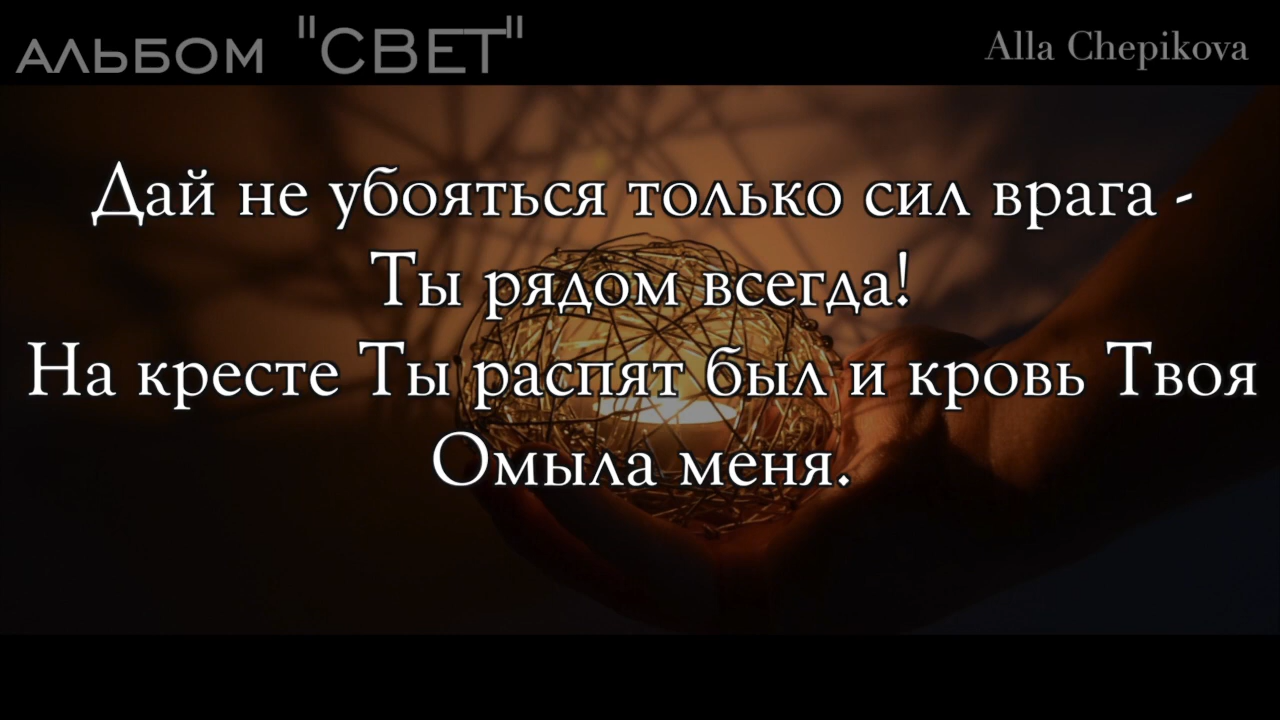 альбом "СВЕТ"
Alla Chepikova
Дай не убояться только сил врага -
Ты рядом всегда!
На кресте Ты распят был и кровь Твоя
Омыла меня.